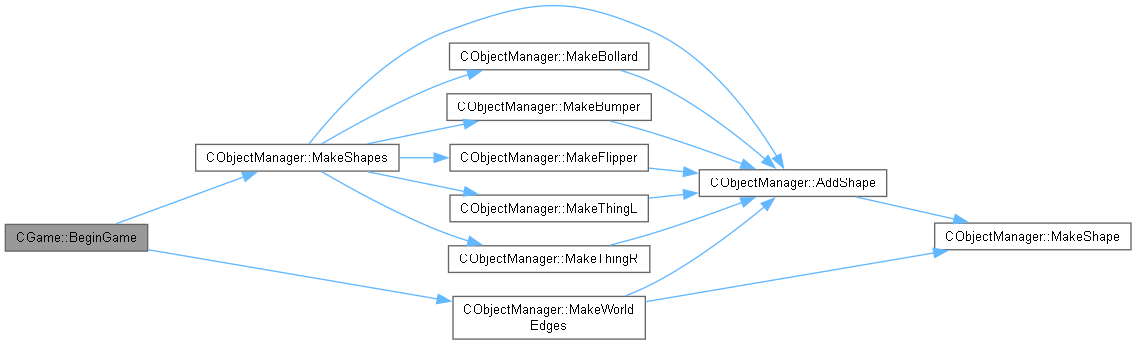 CObjectManager::MakeBollard
CObjectManager::MakeBumper
CObjectManager::MakeShapes
CObjectManager::MakeFlipper
CObjectManager::AddShape
CObjectManager::MakeThingL
CGame::BeginGame
CObjectManager::MakeShape
CObjectManager::MakeThingR
CObjectManager::MakeWorld
Edges